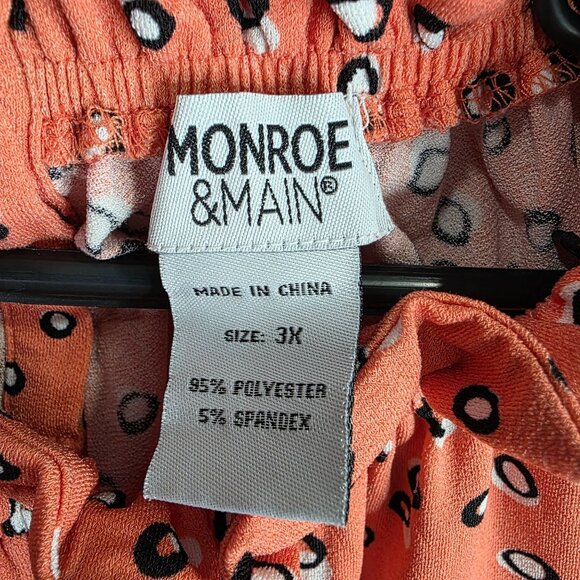 MONROE
&MAIN®
MADE IN CHINA
SIZE: 3X
95% POLYESTER
5% SPANDEX